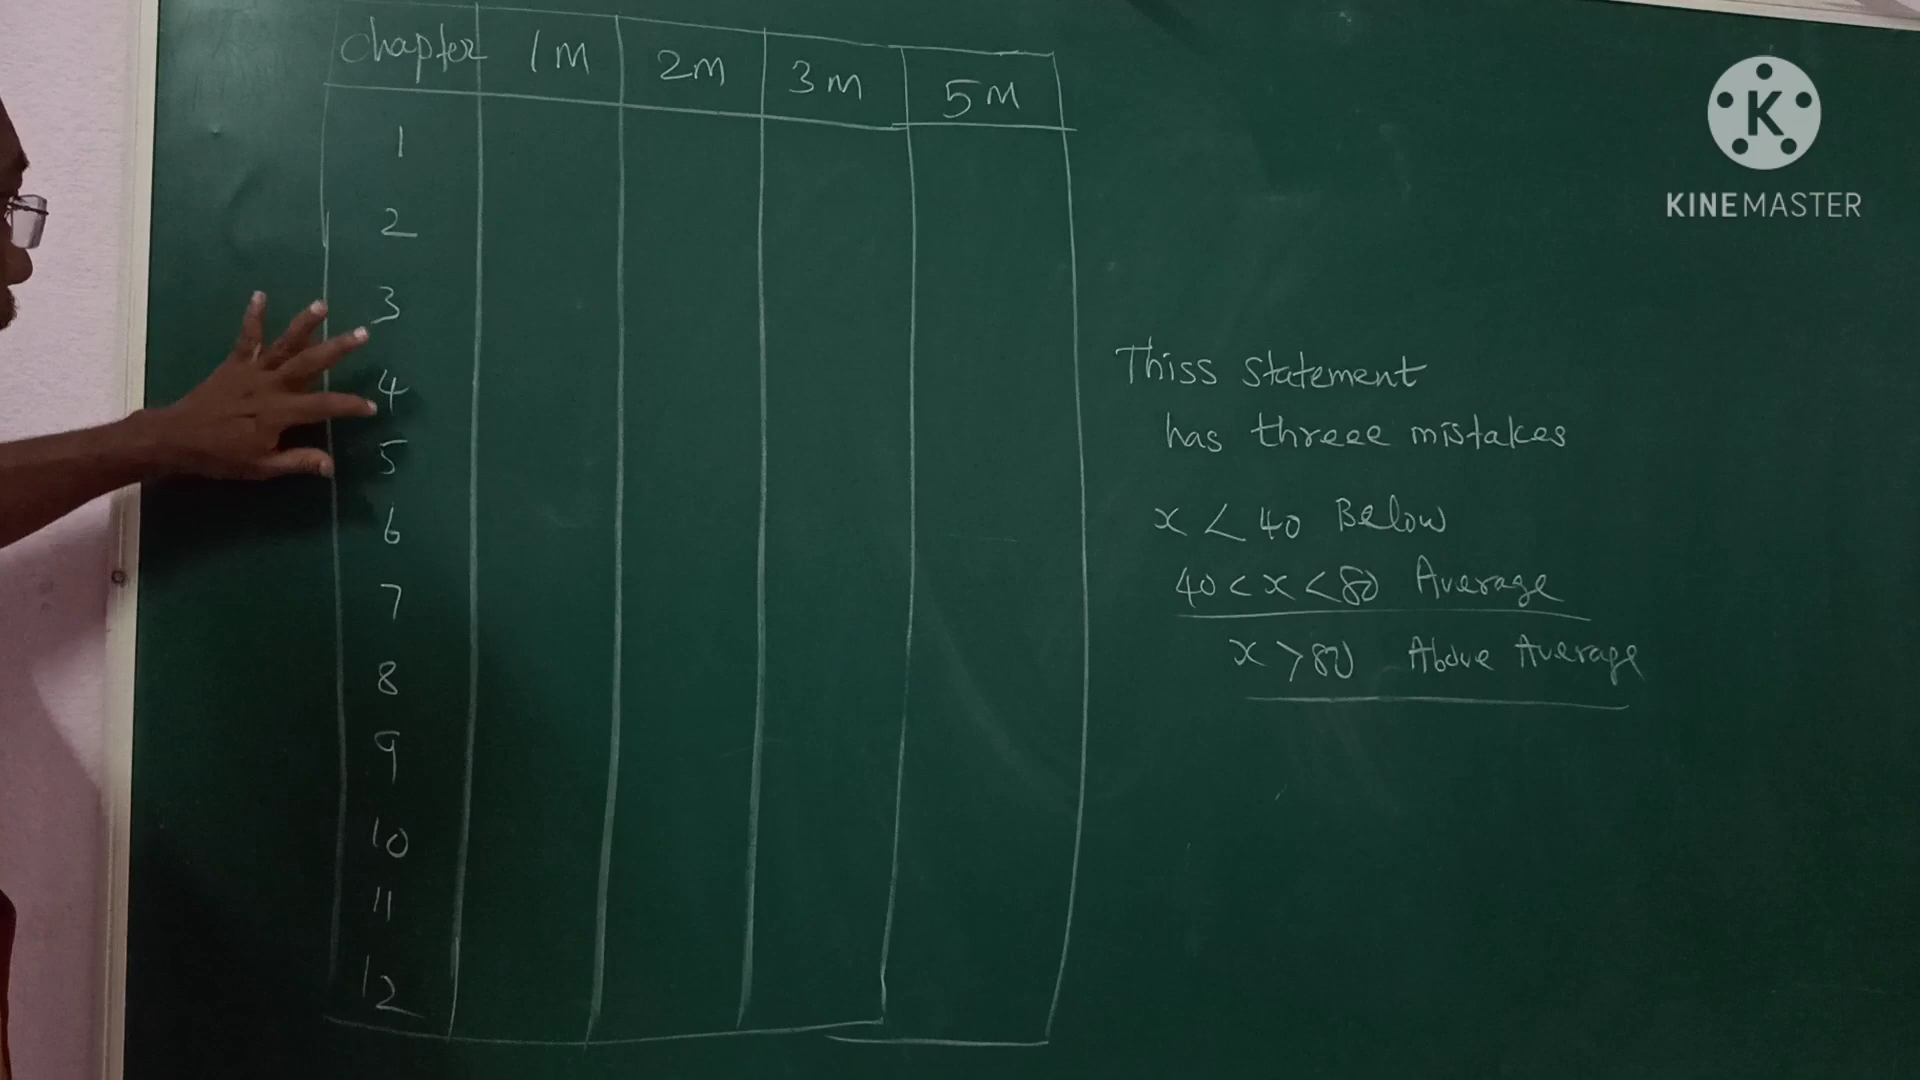 chapter 1M 2M 3M 5M
1
2
3
4
5
6
7
8
9
10
11
12
Thiss statement
has threee mistakes
x < 40 Below
40 < x < 80 Average
x > 80 Above Average
K
KINEMASTER